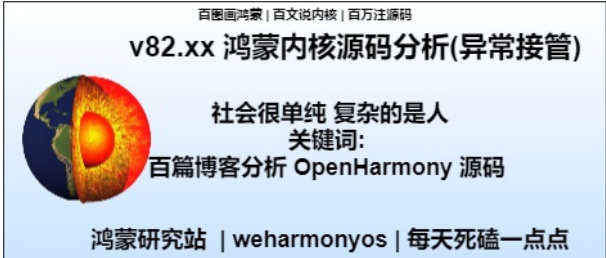 百图画鸿蒙 | 百文说内核 | 百万注源码
v82.xx 鸿蒙内核源码分析(异常接管)
社会很单纯 复杂的是人
关键词:
百篇博客分析 OpenHarmony 源码
鸿蒙研究站 | weharmonyos | 每天死磕一点点